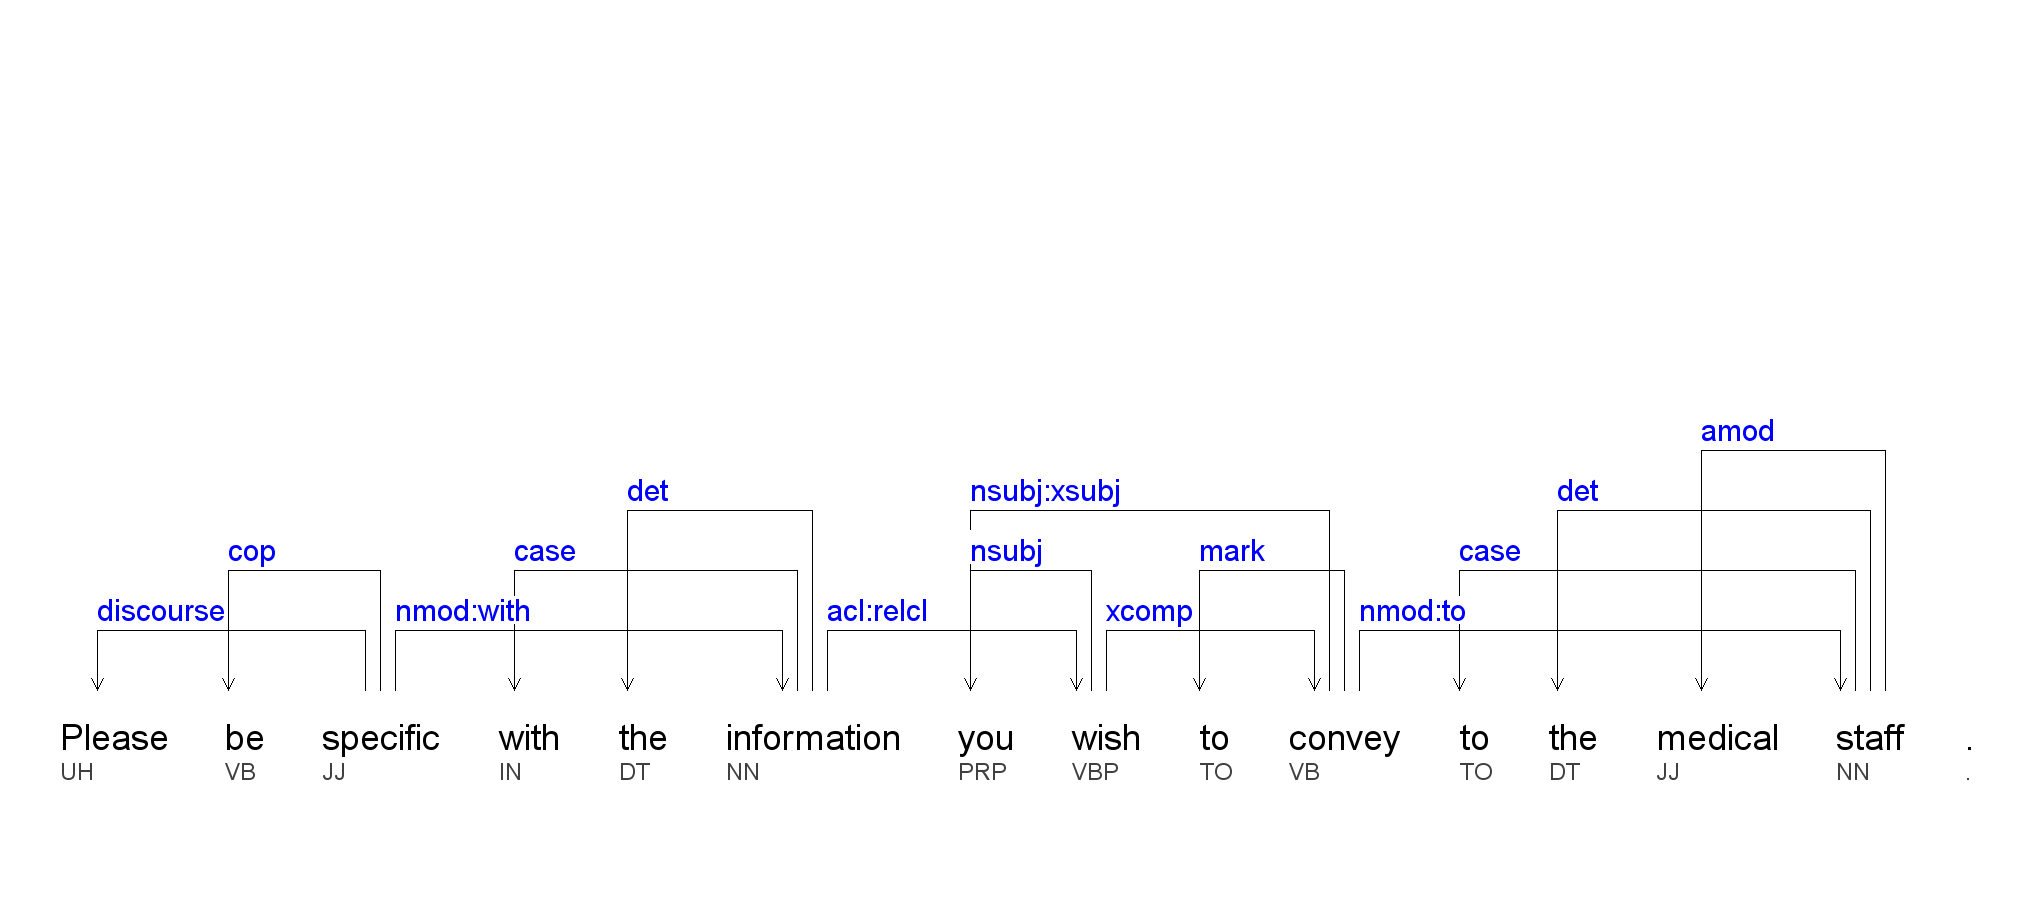 amod
det nsubj:xsubj det
cop case nsubj mark case
discourse nmod:with acl:relcl xcomp nmod:to
Please be specific with the information you wish to convey to the medical staff .
UH VB JJ IN DT NN PRP VBP TO VB TO DT JJ NN .